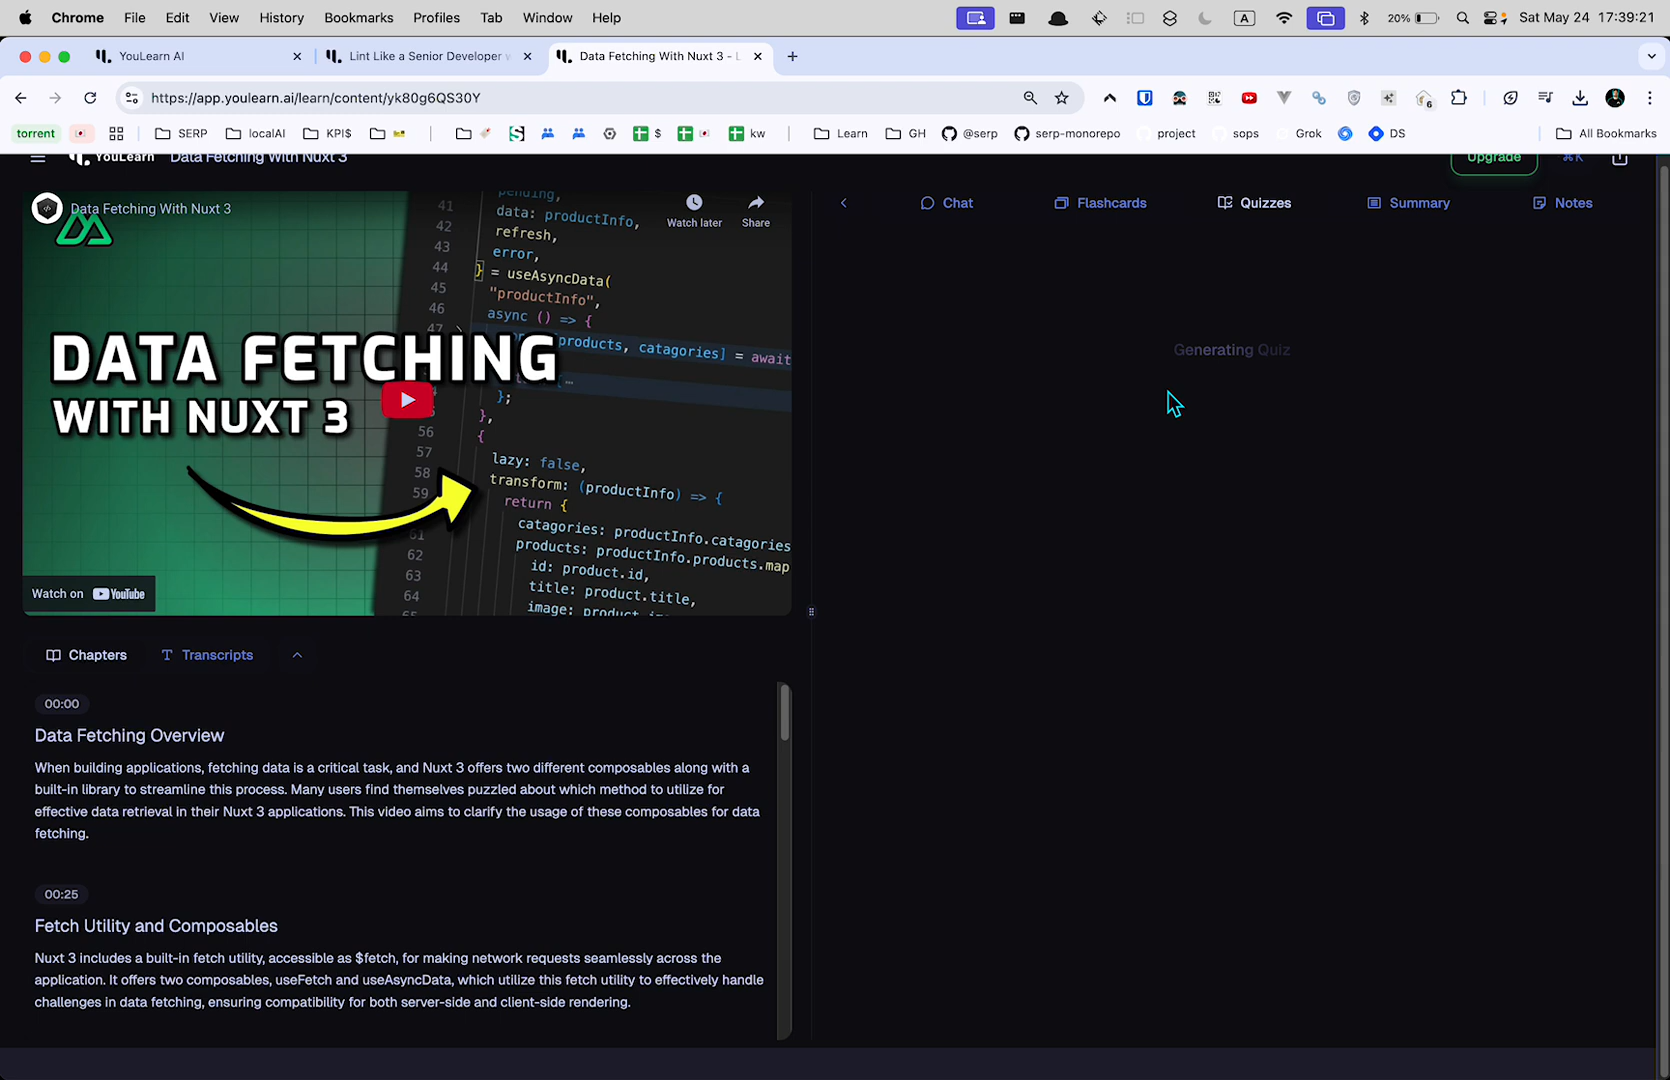 Chrome File Edit View History Bookmarks Profiles Tab Window Help
A 20% Sat May 24 17:39:21
YouLearn AI
Lint Like a Senior Developer
Data Fetching With Nuxt 3 - L
https://app.youlearn.ai/learn/content/yk80g6QS30Y
6
torrent
SERP
localAI
KPI$
$
kw
Learn
GH
@serp
serp-monorepo
project
sops
Grok
DS
All Bookmarks
YouLearn
Data Fetching With Nuxt 3
Upgrade
⌘K
Data Fetching With Nuxt 3
Watch later
Share
DATA FETCHING
WITH NUXT 3
41 pending,
42 data: productInfo,
43 refresh,
44 error,
45 } = useAsyncData(
46 "productInfo",
47 async () => {
products, catagories] = await
};
},
56 {
57
58 lazy: false,
59 transform: (productInfo) => {
return {
61 catagories: productInfo.catagories
62 products: productInfo.products.map
63 id: product.id,
64 title: product.title,
Watch on YouTube
Chapters
Transcripts
00:00
Data Fetching Overview
When building applications, fetching data is a critical task, and Nuxt 3 offers two different composables along with a
built-in library to streamline this process. Many users find themselves puzzled about which method to utilize for
effective data retrieval in their Nuxt 3 applications. This video aims to clarify the usage of these composables for data
fetching.
00:25
Fetch Utility and Composables
Nuxt 3 includes a built-in fetch utility, accessible as $fetch, for making network requests seamlessly across the
application. It offers two composables, useFetch and useAsyncData, which utilize this fetch utility to effectively handle
challenges in data fetching, ensuring compatibility for both server-side and client-side rendering.
Chat
Flashcards
Quizzes
Summary
Notes
Generating Quiz